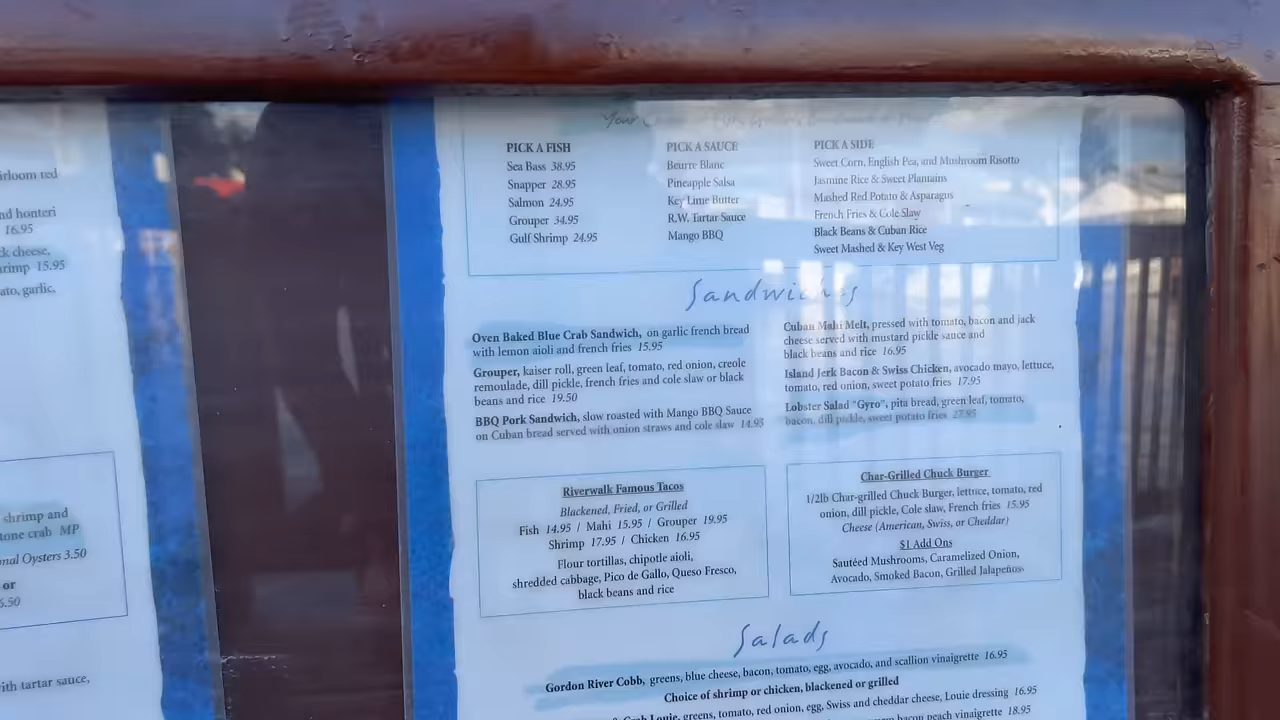 irloom red
nd honteri
16.95
ck cheese,
rimp 15.95
ato, garlic,
shrimp and
tone crab MP
nal Oysters 3.50
or
6.50
ith tartar sauce,
Your
PICK A FISH
Sea Bass 38.95
Snapper 28.95
Salmon 24.95
Grouper 34.95
Gulf Shrimp 24.95
PICK A SAUCE
Beurre Blanc
Pineapple Salsa
Key Lime Butter
R.W. Tartar Sauce
Mango BBQ
PICK A SIDE
Sweet Corn, English Pea, and Mushroom Risotto
Jasmine Rice & Sweet Plantains
Mashed Red Potato & Asparagus
French Fries & Cole Slaw
Black Beans & Cuban Rice
Sweet Mashed & Key West Veg
Sandwiches
Oven Baked Blue Crab Sandwich, on garlic french bread
with lemon aioli and french fries 15.95
Grouper, kaiser roll, green leaf, tomato, red onion, creole
remoulade, dill pickle, french fries and cole slaw or black
beans and rice 19.50
BBQ Pork Sandwich, slow roasted with Mango BBQ Sauce
on Cuban bread served with onion straws and cole slaw 14.95
Cuban Mahi Melt, pressed with tomato, bacon and jack
cheese served with mustard pickle sauce and
black beans and rice 16.95
Island Jerk Bacon & Swiss Chicken, avocado mayo, lettuce,
tomato, red onion, sweet potato fries 17.95
Lobster Salad "Gyro", pita bread, green leaf, tomato,
bacon, dill pickle, sweet potato fries 27.95
Riverwalk Famous Tacos
Blackened, Fried, or Grilled
Fish 14.95 / Mahi 15.95 / Grouper 19.95
Shrimp 17.95 / Chicken 16.95
Flour tortillas, chipotle aioli,
shredded cabbage, Pico de Gallo, Queso Fresco,
black beans and rice
Char-Grilled Chuck Burger
1/2lb Char-grilled Chuck Burger, lettuce, tomato, red
onion, dill pickle, Cole slaw, French fries 15.95
Cheese (American, Swiss, or Cheddar)
$1 Add Ons
Sautéed Mushrooms, Caramelized Onion,
Avocado, Smoked Bacon, Grilled Jalapeños
Salads
Gordon River Cobb, greens, blue cheese, bacon, tomato, egg, avocado, and scallion vinaigrette 16.95
Choice of shrimp or chicken, blackened or grilled
Crab Louie, greens, tomato, red onion, egg, Swiss and cheddar cheese, Louie dressing 16.95
bacon peach vinaigrette 18.95